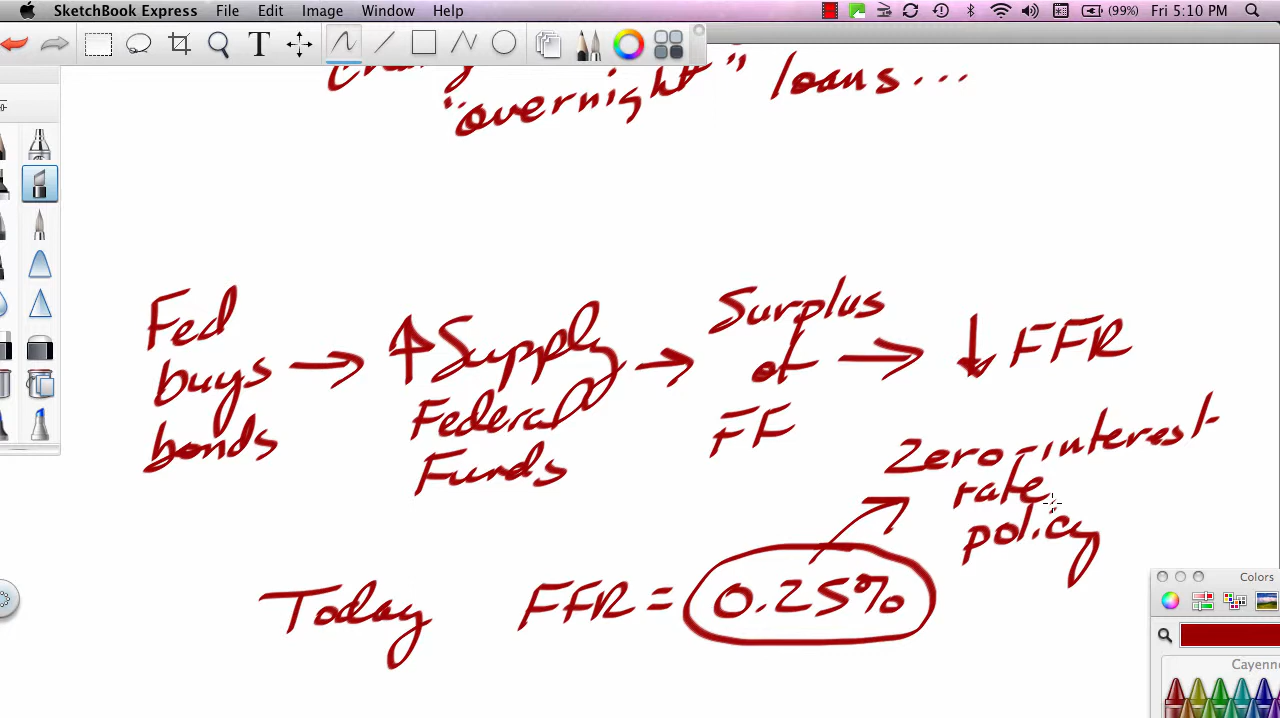 SketchBook Express File Edit Image Window Help (99%) Fri 5:10 PM
T
"overnight" loans...
Fed
buys
bonds
↑ Supply
Federal
Funds
Surplus
of
FF
↓ FFR
Zero-interest
rate
policy
Today FFR = 0.25%
Colors
Cayenne